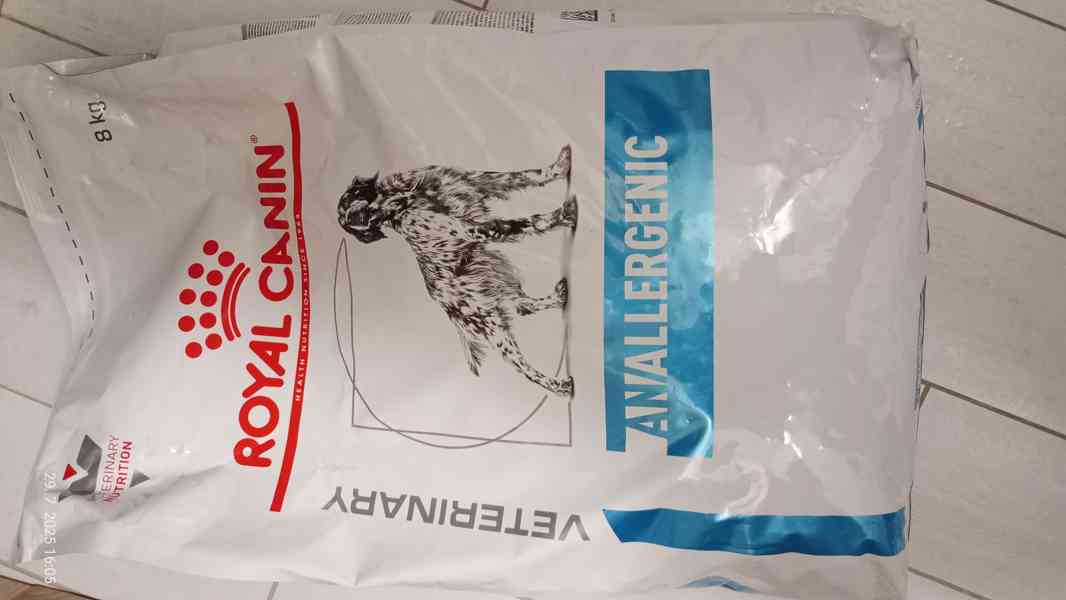 8 kg
ROYAL CANIN®
HEALTH NUTRITION SINCE 1968
VETERINARY
NUTRITION
VETERINARY
ANALLERGENIC
29.7.2025 16:05